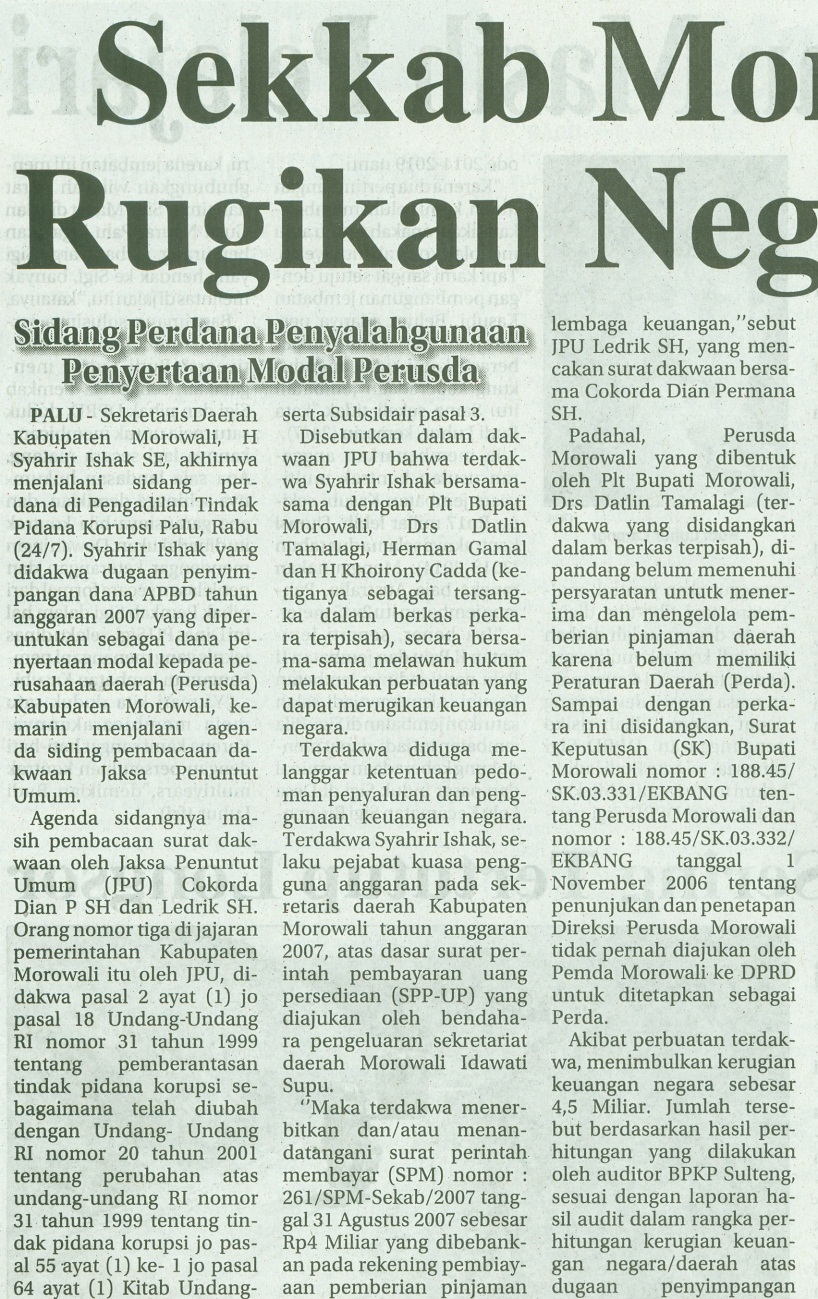 Sekkab Mor
Rugikan Neg
Sidang Perdana Penyalahgunaan
Penyertaan Modal Perusda
PALU - Sekretaris Daerah
Kabupaten Morowali, H
Syahrir Ishak SE, akhirnya
menjalani sidang per-
dana di Pengadilan Tindak
Pidana Korupsi Palu, Rabu
(24/7). Syahrir Ishak yang
didakwa dugaan penyim-
pangan dana APBD tahun
anggaran 2007 yang diper-
untukan sebagai dana pe-
nyertaan modal kepada pe-
rusahaan daerah (Perusda)
Kabupaten Morowali, ke-
marin menjalani agen-
da siding pembacaan da-
kwaan Jaksa Penuntut
Umum.
Agenda sidangnya ma-
sih pembacaan surat dak-
waan oleh Jaksa Penuntut
Umum (JPU) Cokorda
Dian P SH dan Ledrik SH.
Orang nomor tiga di jajaran
pemerintahan Kabupaten
Morowali itu oleh JPU, di-
dakwa pasal 2 ayat (1) jo
pasal 18 Undang-Undang
RI nomor 31 tahun 1999
tentang pemberantasan
tindak pidana korupsi se-
bagaimana telah diubah
dengan Undang- Undang
RI nomor 20 tahun 2001
tentang perubahan atas
undang-undang RI nomor
31 tahun 1999 tentang tin-
dak pidana korupsi jo pas-
al 55 ayat (1) ke- 1 jo pasal
64 ayat (1) Kitab Undang-
serta Subsidair pasal 3.
Disebutkan dalam dak-
waan JPU bahwa terdak-
wa Syahrir Ishak bersama-
sama dengan Plt Bupati
Morowali, Drs Datlin
Tamalagi, Herman Gamal
dan H Khoirony Cadda (ke-
tiganya sebagai tersang-
ka dalam berkas perka-
ra terpisah), secara bersa-
ma-sama melawan hukum
melakukan perbuatan yang
dapat merugikan keuangan
negara.
Terdakwa diduga me-
langgar ketentuan pedo-
man penyaluran dan peng-
gunaan keuangan negara.
Terdakwa Syahrir Ishak, se-
laku pejabat kuasa peng-
guna anggaran pada sek-
retaris daerah Kabupaten
Morowali tahun anggaran
2007, atas dasar surat per-
intah pembayaran uang
persediaan (SPP-UP) yang
diajukan oleh bendaha-
ra pengeluaran sekretariat
daerah Morowali Idawati
Supu.
''Maka terdakwa mener-
bitkan dan/atau menan-
datangani surat perintah
membayar (SPM) nomor :
261/SPM-Sekab/2007 tang-
gal 31 Agustus 2007 sebesar
Rp4 Miliar yang dibebank-
an pada rekening pembiay-
aan pemberian pinjaman
lembaga keuangan,''sebut
JPU Ledrik SH, yang men-
cakan surat dakwaan bersa-
ma Cokorda Dian Permana
SH.
Padahal, Perusda
Morowali yang dibentuk
oleh Plt Bupati Morowali,
Drs Datlin Tamalagi (ter-
dakwa yang disidangkan
dalam berkas terpisah), di-
pandang belum memenuhi
persyaratan untutk mener-
ima dan mengelola pem-
berian pinjaman daerah
karena belum memiliki
Peraturan Daerah (Perda).
Sampai dengan perka-
ra ini disidangkan, Surat
Keputusan (SK) Bupati
Morowali nomor : 188.45/
SK.03.331/EKBANG ten-
tang Perusda Morowali dan
nomor : 188.45/SK.03.332/
EKBANG tanggal 1
November 2006 tentang
penunjukan dan penetapan
Direksi Perusda Morowali
tidak pernah diajukan oleh
Pemda Morowali ke DPRD
untuk ditetapkan sebagai
Perda.
Akibat perbuatan terdak-
wa, menimbulkan kerugian
keuangan negara sebesar
4,5 Miliar. Jumlah terse-
but berdasarkan hasil per-
hitungan yang dilakukan
oleh auditor BPKP Sulteng,
sesuai dengan laporan ha-
sil audit dalam rangka per-
hitungan kerugian keuan-
gan negara/daerah atas
dugaan penyimpangan